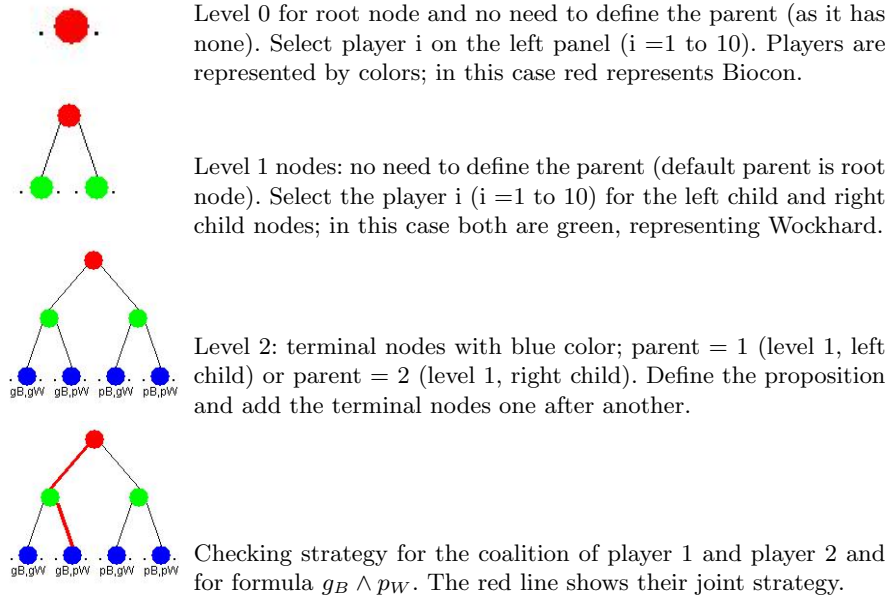 Level 0 for root node and no need to define the parent (as it has
none). Select player i on the left panel (i =1 to 10). Players are
represented by colors; in this case red represents Biocon.
Level 1 nodes: no need to define the parent (default parent is root
node). Select the player i (i =1 to 10) for the left child and right
child nodes; in this case both are green, representing Wockhard.
gB,gW gB,pW pB,gW pB,pW
Level 2: terminal nodes with blue color; parent = 1 (level 1, left
child) or parent = 2 (level 1, right child). Define the proposition
and add the terminal nodes one after another.
gB,gW gB,pW pB,gW pB,pW
Checking strategy for the coalition of player 1 and player 2 and
for formula g_B ∧ p_W. The red line shows their joint strategy.